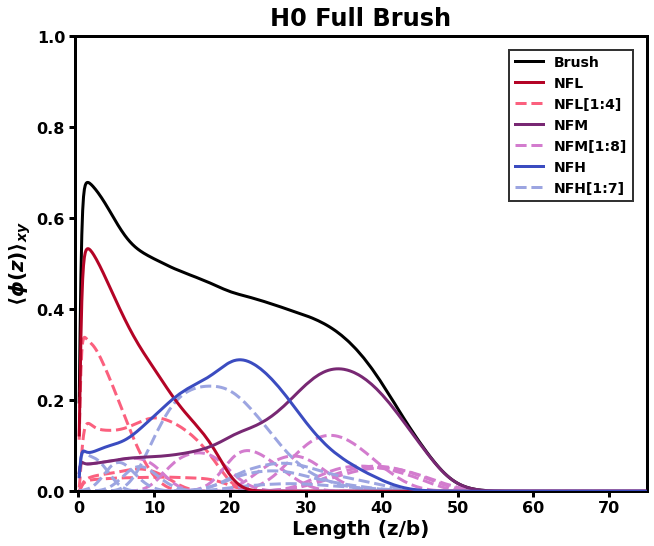 H0 Full Brush
⟨ϕ(z)⟩xy
1.0
0.8
0.6
0.4
0.2
0.0
Brush
NFL
NFL[1:4]
NFM
NFM[1:8]
NFH
NFH[1:7]
0 10 20 30 40 50 60 70
Length (z/b)